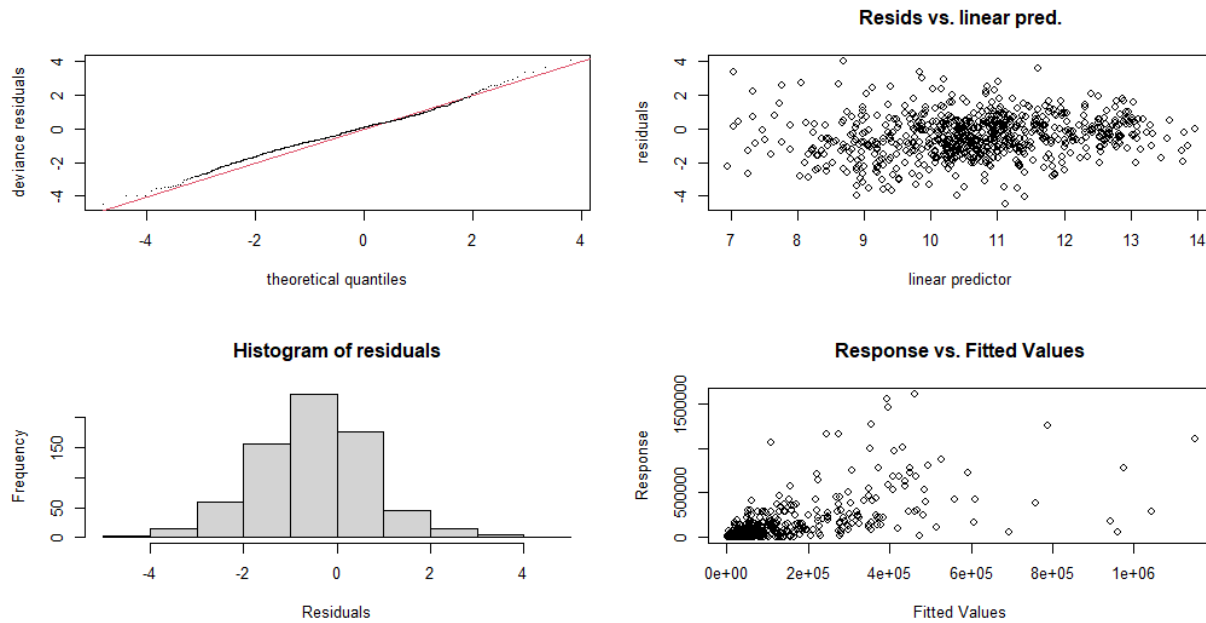 deviance residuals
4
2
0
-2
-4
-4
-2
0
2
4
theoretical quantiles
Resids vs. linear pred.
residuals
4
2
0
-2
-4
7
8
9
10
11
12
13
14
linear predictor
Histogram of residuals
Frequency
150
50
0
-4
-2
0
2
4
Residuals
Response vs. Fitted Values
Response
1500000
500000
0
0e+00
2e+05
4e+05
6e+05
8e+05
1e+06
Fitted Values